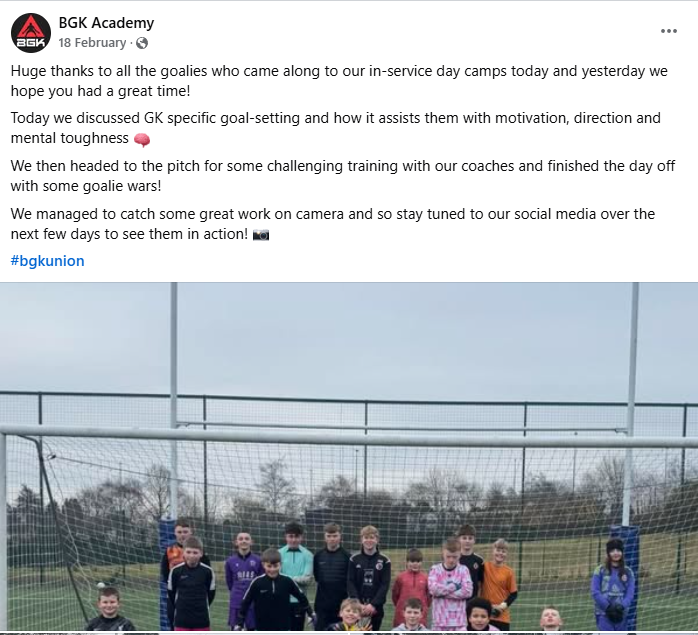 BGK Academy
18 February ·
Huge thanks to all the goalies who came along to our in-service day camps today and yesterday we
hope you had a great time!
Today we discussed GK specific goal-setting and how it assists them with motivation, direction and
mental toughness 🧠
We then headed to the pitch for some challenging training with our coaches and finished the day off
with some goalie wars!
We managed to catch some great work on camera and so stay tuned to our social media over the
next few days to see them in action! 📷
#bgkunion
BGK